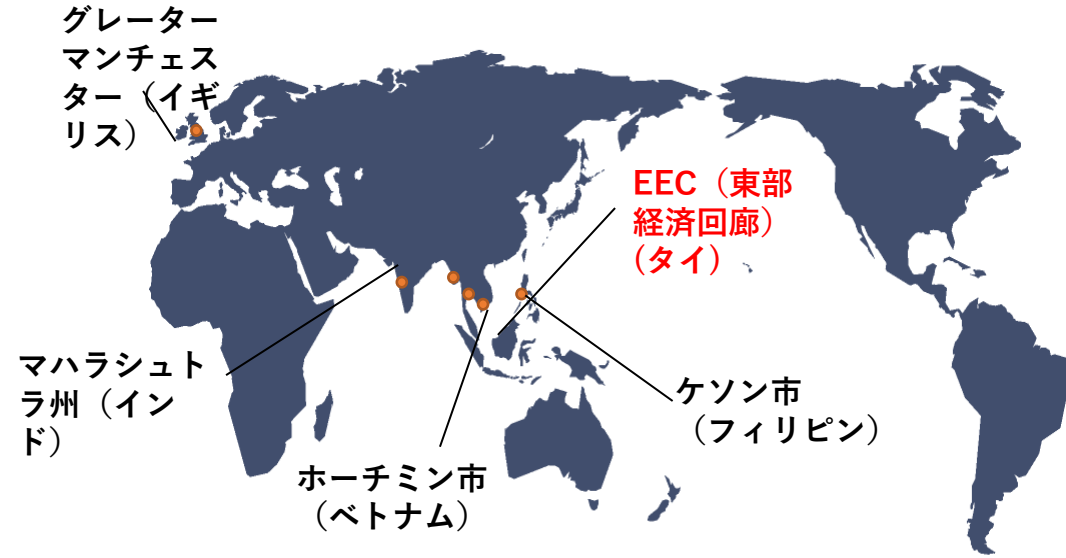 グレーター
マンチェス
ター（イギ
リス）
EEC（東部
経済回廊）
（タイ）
マハラシュト
ラ州（イン
ド）
ケソン市
（フィリピン）
ホーチミン市
（ベトナム）